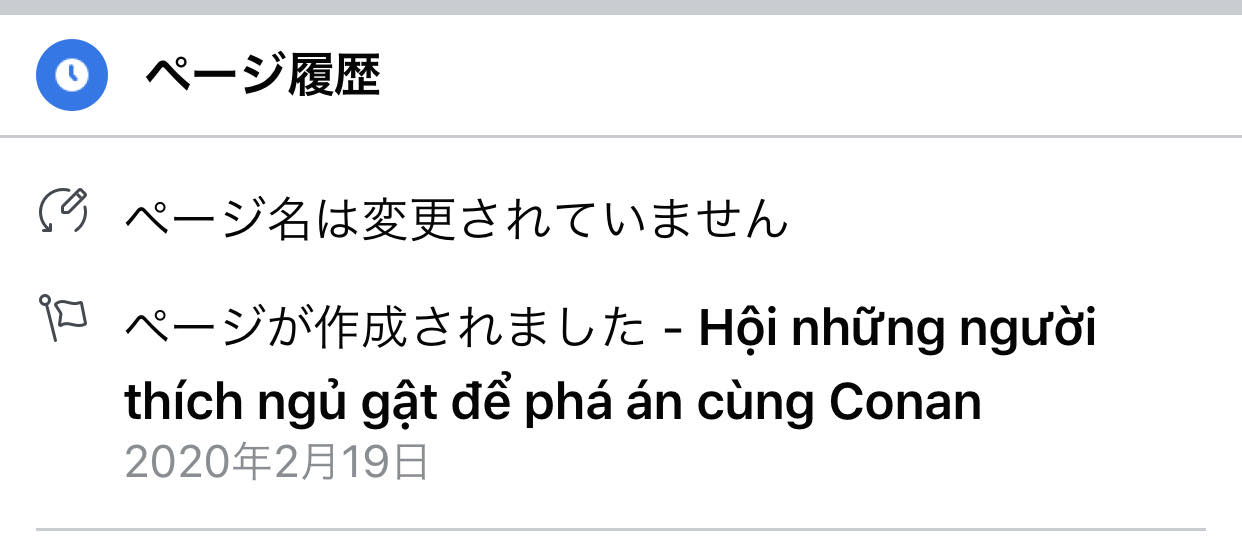 ページ履歴
ページ名は変更されていません
ページが作成されました - Hội những người
thích ngủ gật để phá án cùng Conan
2020年2月19日